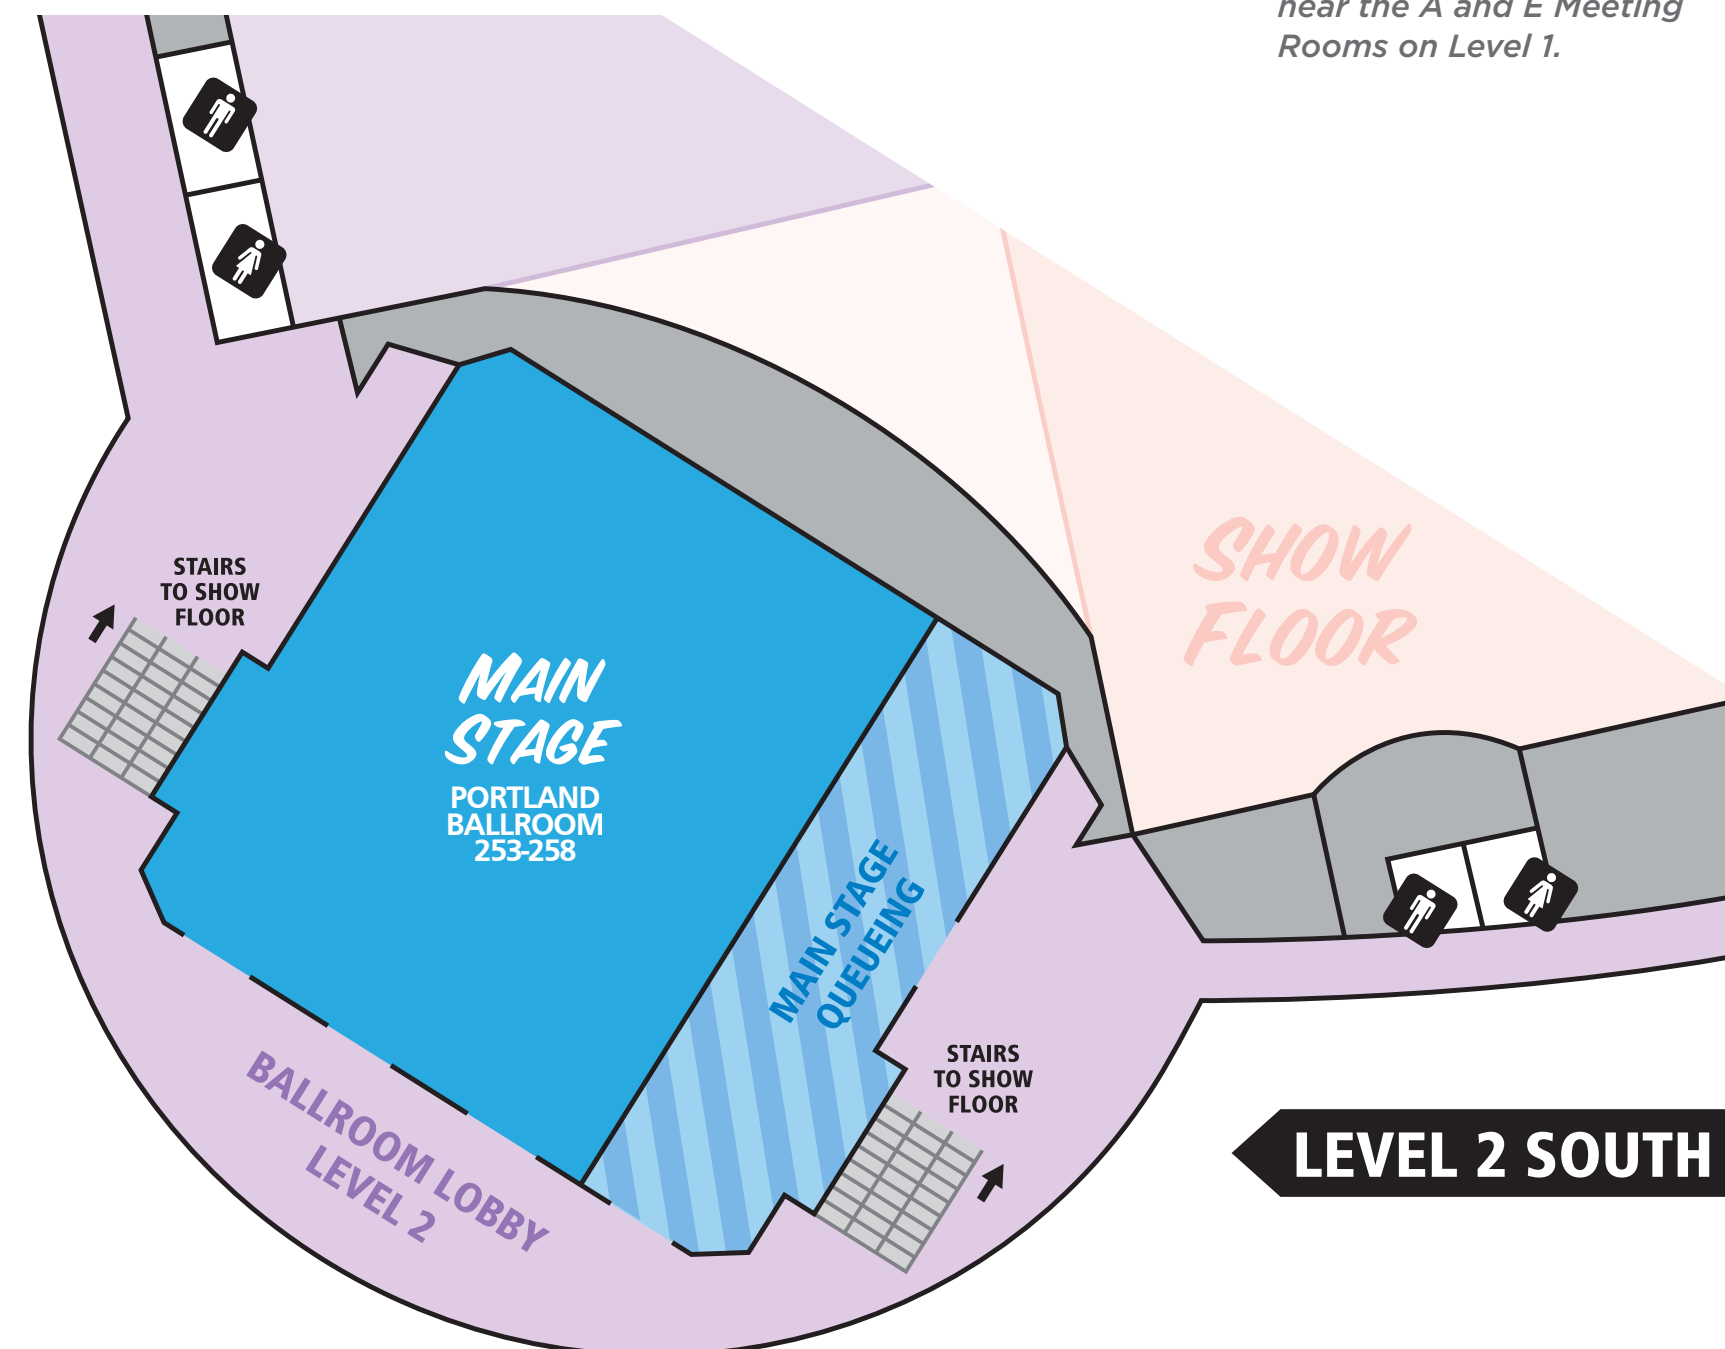 near the A and E Meeting
Rooms on Level 1.
SHOW
FLOOR
STAIRS
TO SHOW
FLOOR
MAIN
STAGE
PORTLAND
BALLROOM
253-258
MAIN STAGE
QUEUEING
STAIRS
TO SHOW
FLOOR
BALLROOM LOBBY
LEVEL 2
LEVEL 2 SOUTH